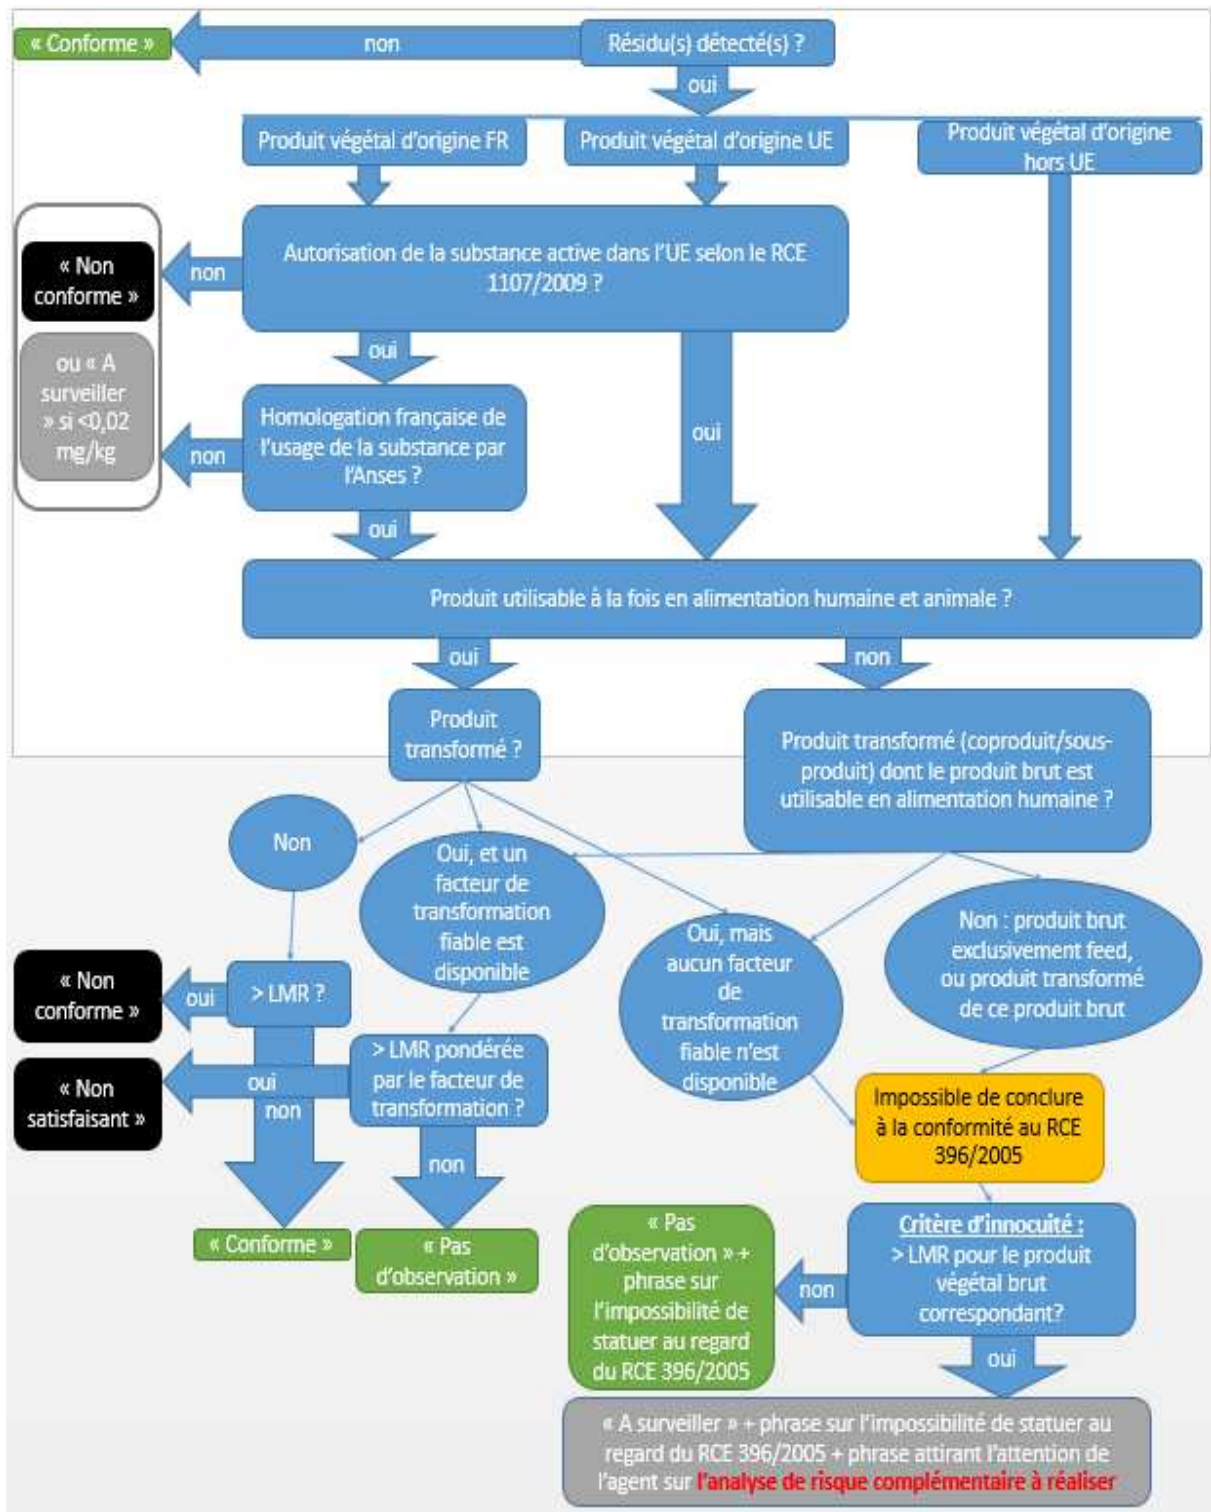 « Conforme »
non
Résidu(s) détecté(s) ?
oui
Produit végétal d'origine FR
Produit végétal d'origine UE
Produit végétal d'origine
hors UE
Autorisation de la substance active dans l'UE selon le RCE
1107/2009 ?
non
« Non
conforme »
ou « A
surveiller
» si <0,02
mg/kg
oui
oui
Homologation française de
l'usage de la substance par
l'Anses ?
non
oui
Produit utilisable à la fois en alimentation humaine et animale ?
oui
non
Produit
transformé ?
Produit transformé (coproduit/sous-
produit) dont le produit brut est
utilisable en alimentation humaine ?
Non
Oui, et un
facteur de
transformation
fiable est
disponible
Oui, mais
aucun facteur
de
transformation
fiable n'est
disponible
Non : produit brut
exclusivement feed,
ou produit transformé
de ce produit brut
« Non
conforme »
oui
> LMR ?
« Non
satisfaisant »
oui
non
> LMR pondérée
par le facteur de
transformation ?
non
Impossible de conclure
à la conformité au RCE
396/2005
« Conforme »
« Pas
d'observation »
« Pas
d'observation » +
phrase sur
l'impossibilité de
statuer au regard
du RCE 396/2005
non
Critère d'innocuité :
> LMR pour le produit
végétal brut
correspondant?
oui
« A surveiller » + phrase sur l'impossibilité de statuer au
regard du RCE 396/2005 + phrase attirant l'attention de
l'agent sur l'analyse de risque complémentaire à réaliser